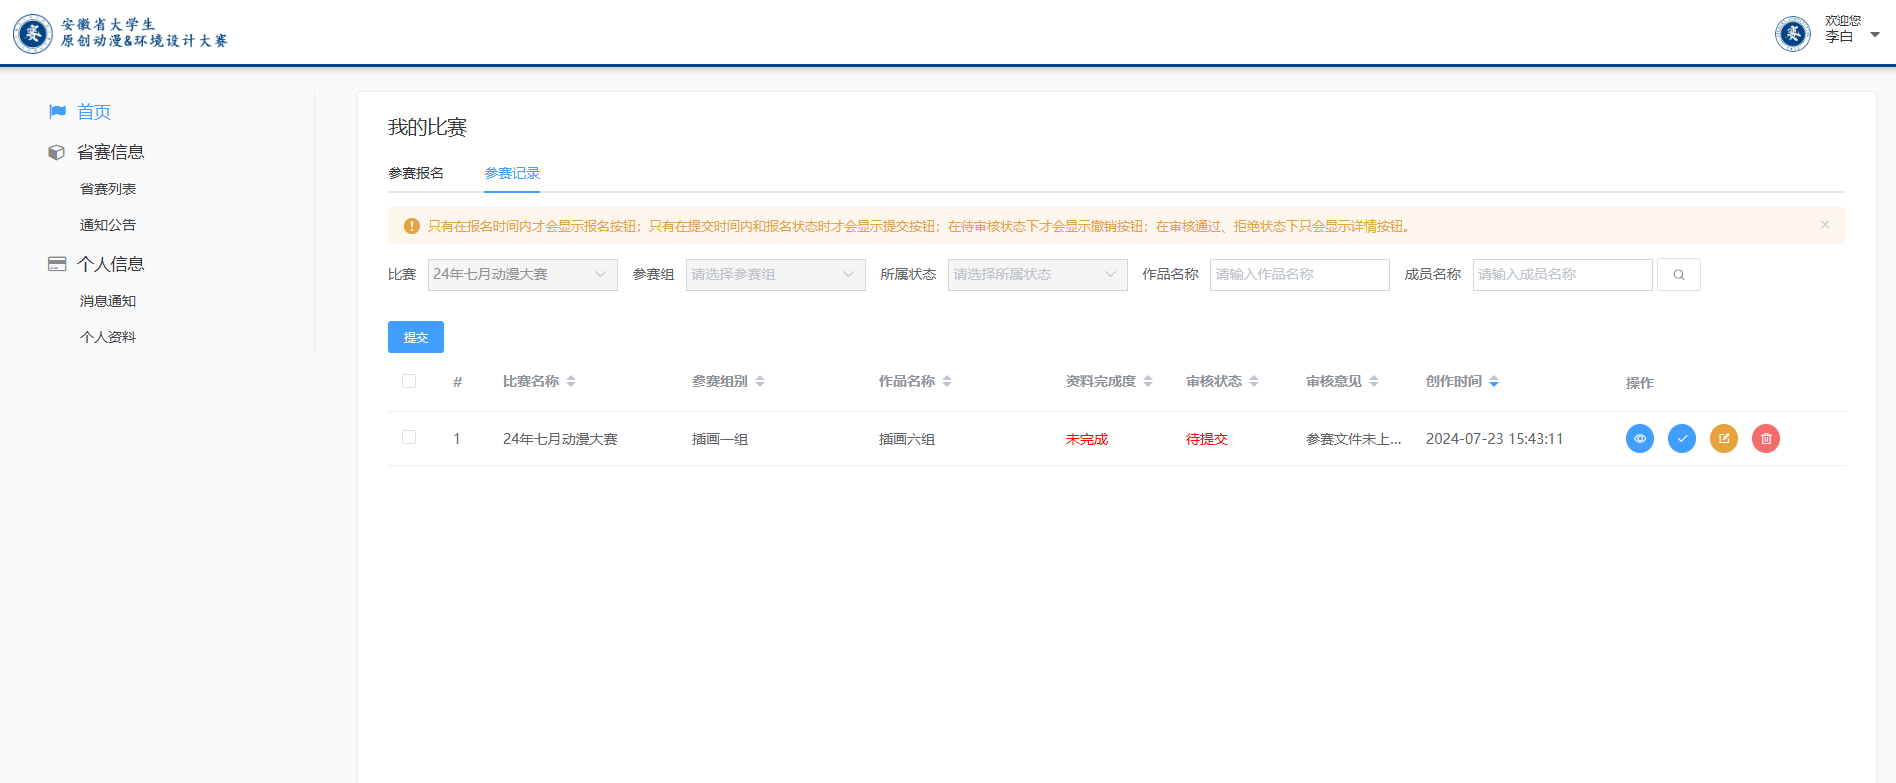 安徽省大学生
原创动漫&环境设计大赛
欢迎您
李白
首页
省赛信息
省赛列表
通知公告
个人信息
消息通知
个人资料
我的比赛
参赛报名 参赛记录
只有在报名时间内才会显示报名按钮；只有在提交时间内和报名状态时才会显示提交按钮；在待审核状态下才会显示撤销按钮；在审核通过、拒绝状态下只会显示详情按钮。
比赛 24年七月动漫大赛 参赛组 请选择参赛组 所属状态 请选择所属状态 作品名称 请输入作品名称 成员名称 请输入成员名称
提交
# 比赛名称 参赛组别 作品名称 资料完成度 审核状态 审核意见 创作时间 操作
1 24年七月动漫大赛 插画一组 插画六组 未完成 待提交 参赛文件未上... 2024-07-23 15:43:11